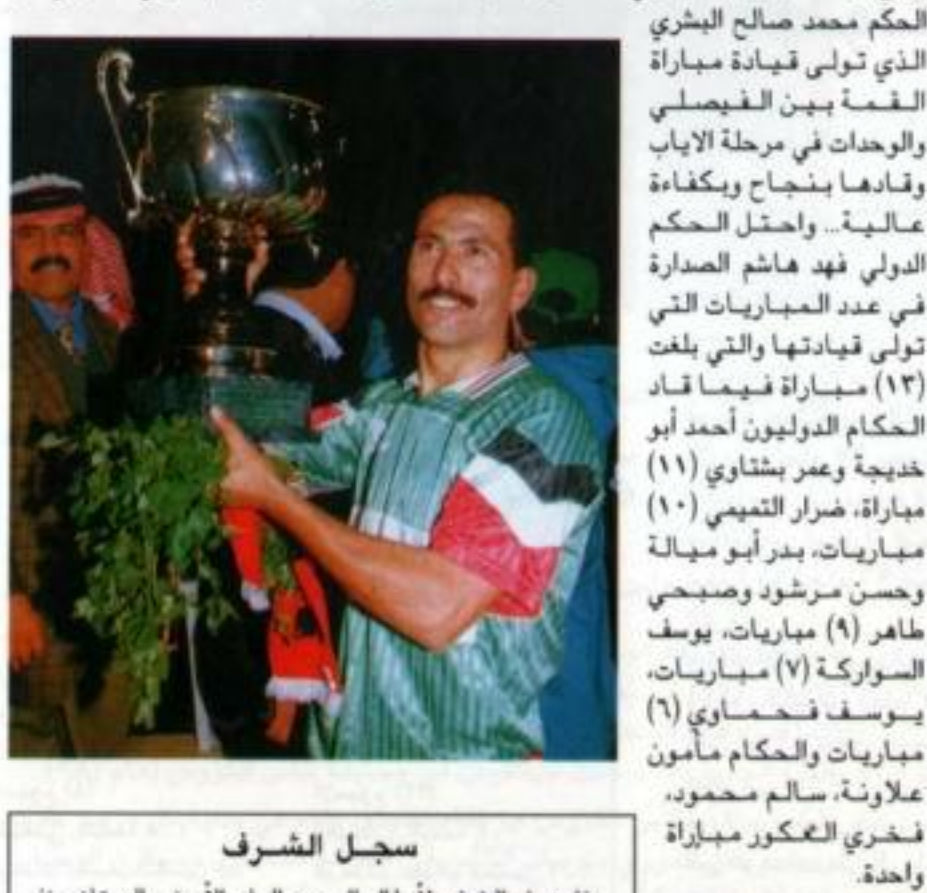 الحكم محمد صالح البشري
الذي تولى قيادة مباراة
القمة بين الفيصلي
والوحدات في مرحلة الاياب
وقادها بنجاح وبكفاءة
عالية... واحتل الحكم
الدولي فهد هاشم الصدارة
في عدد المباريات التي
تولى قيادتها والتي بلغت
(١٣) مباراة فيما قاد
الحكام الدوليون أحمد أبو
خديجة وعمر بشتاوي (١١)
مباراة، ضرار التميمي (١٠)
مباريات، بدر أبو ميالة
وحسن مرشود وصبحي
طاهر (٩) مباريات، يوسف
السواركة (٧) مباريات،
يوسف فحماوي (٦)
مباريات والحكام مأمون
علاونة، سالم محمود،
فخري العكور مباراة
واحدة.
سجل الشرف